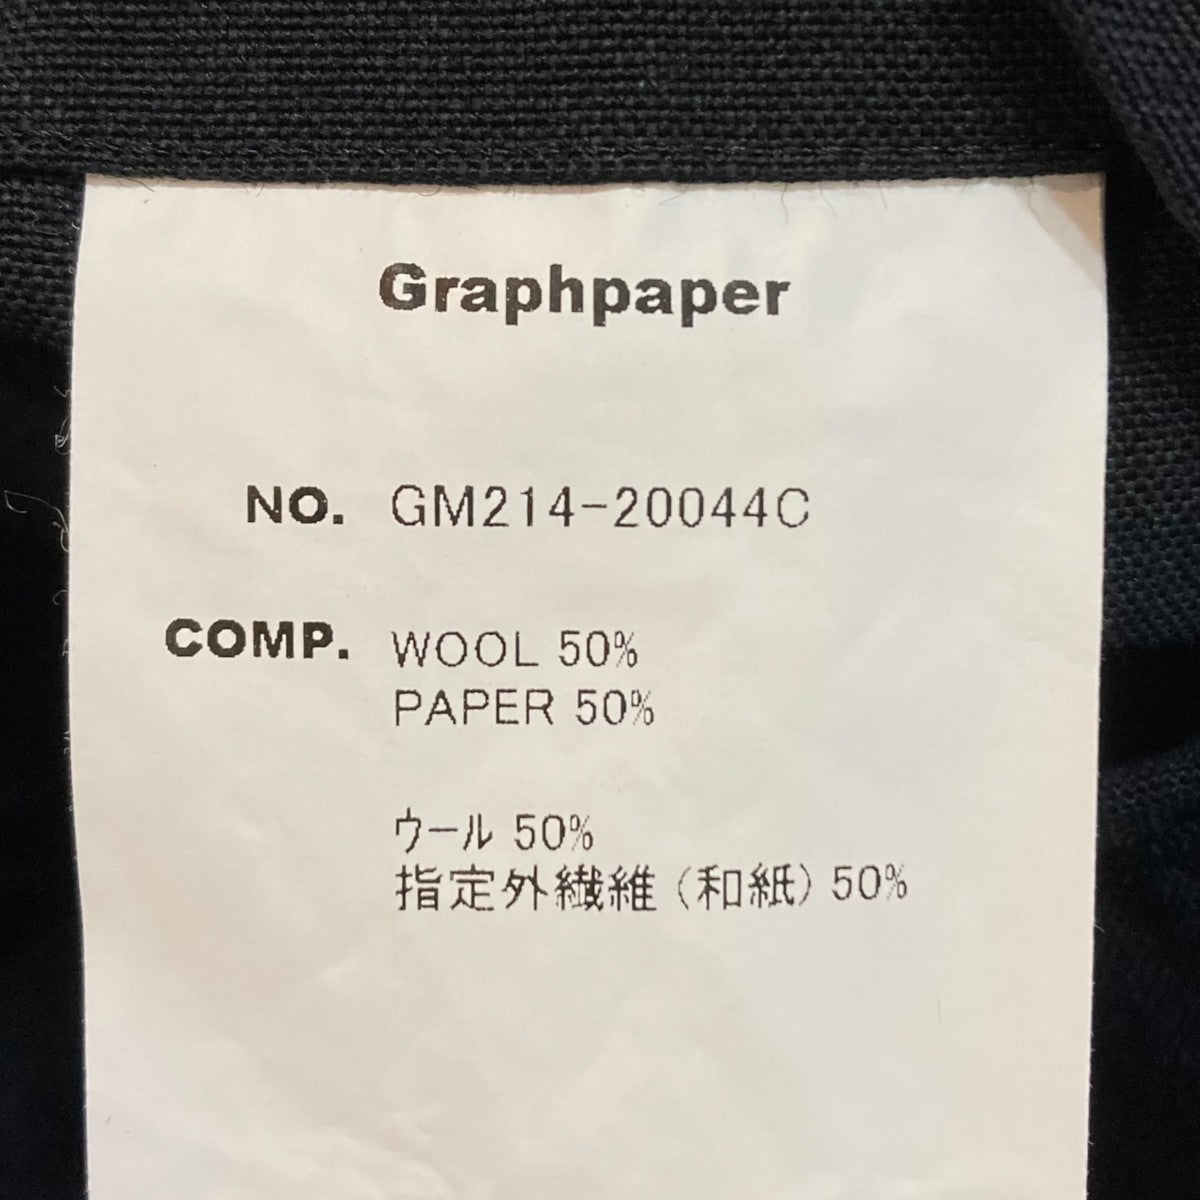 Graphpaper
NO. GM214-20044C
COMP. WOOL 50%
PAPER 50%
ウール 50%
指定外繊維（和紙）50%